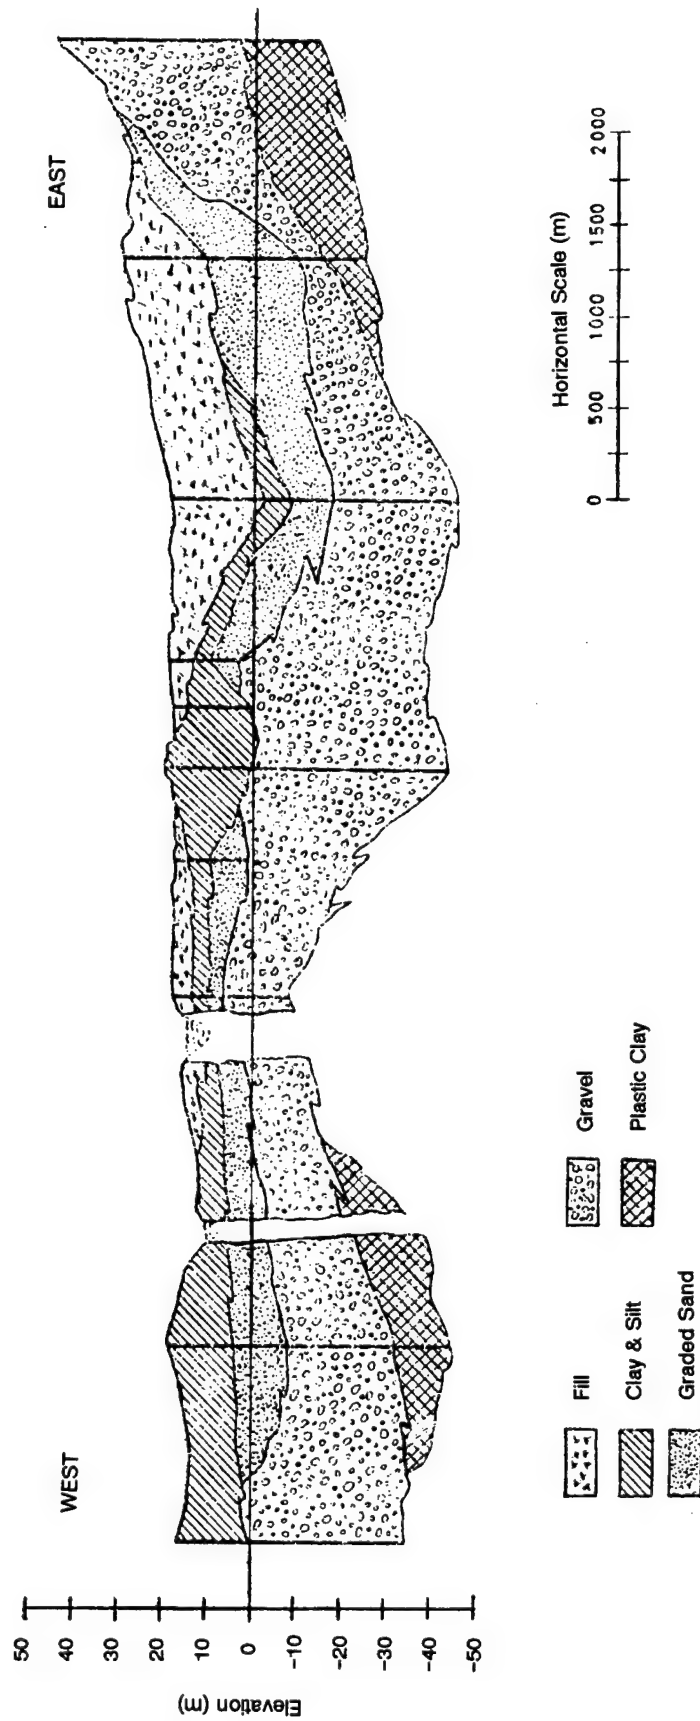 WEST
EAST
50
40
30
20
10
0
-10
-20
-30
-40
-50
Elevation (m)
Fill
Clay & Silt
Graded Sand
Gravel
Plastic Clay
Horizontal Scale (m)
0 500 1000 1500 2000